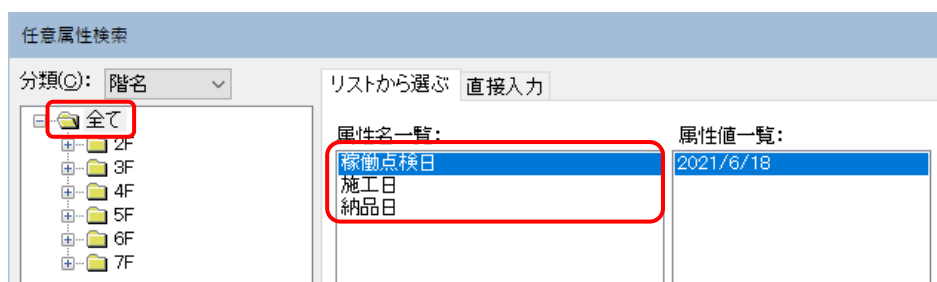 任意属性検索
分類(C): 階名
全て
2F
3F
4F
5F
6F
7F
リストから選ぶ 直接入力
属性名一覧:
稼働点検日
施工日
納品日
属性値一覧:
2021/6/18